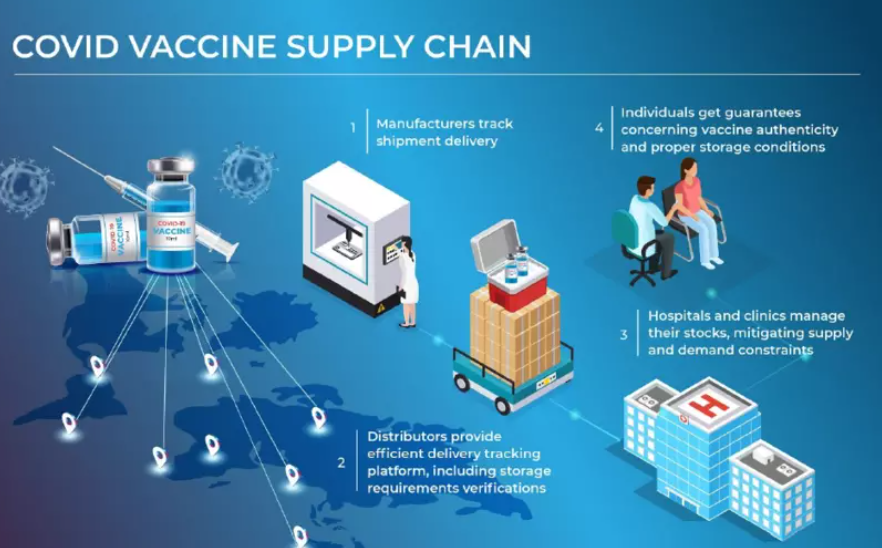 COVID VACCINE SUPPLY CHAIN
1
Manufacturers track
shipment delivery
4
Individuals get guarantees
concerning vaccine authenticity
and proper storage conditions
COVID-19
VACCINE
10ml
COVID-19
VACCINE
10ml
3
Hospitals and clinics manage
their stocks, mitigating supply
and demand constraints
H
2
Distributors provide
efficient delivery tracking
platform, including storage
requirements verifications